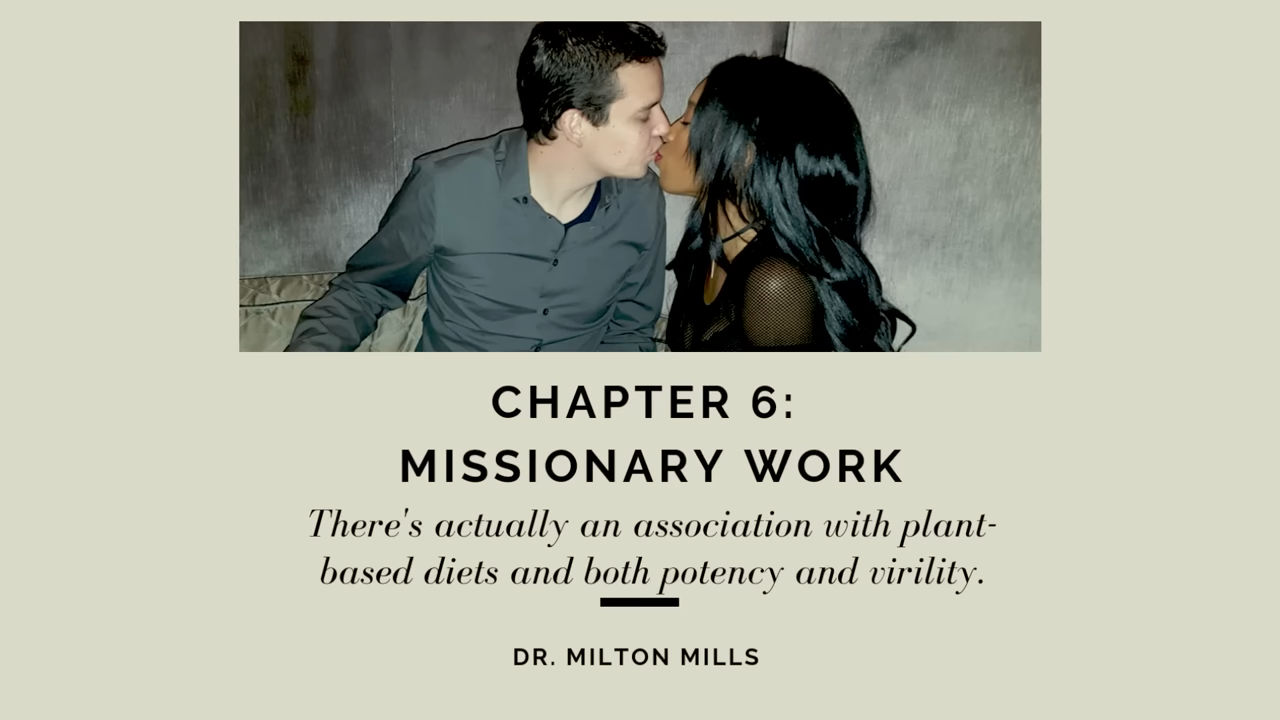 CHAPTER 6:
MISSIONARY WORK
There's actually an association with plant-
based diets and both potency and virility.
DR. MILTON MILLS